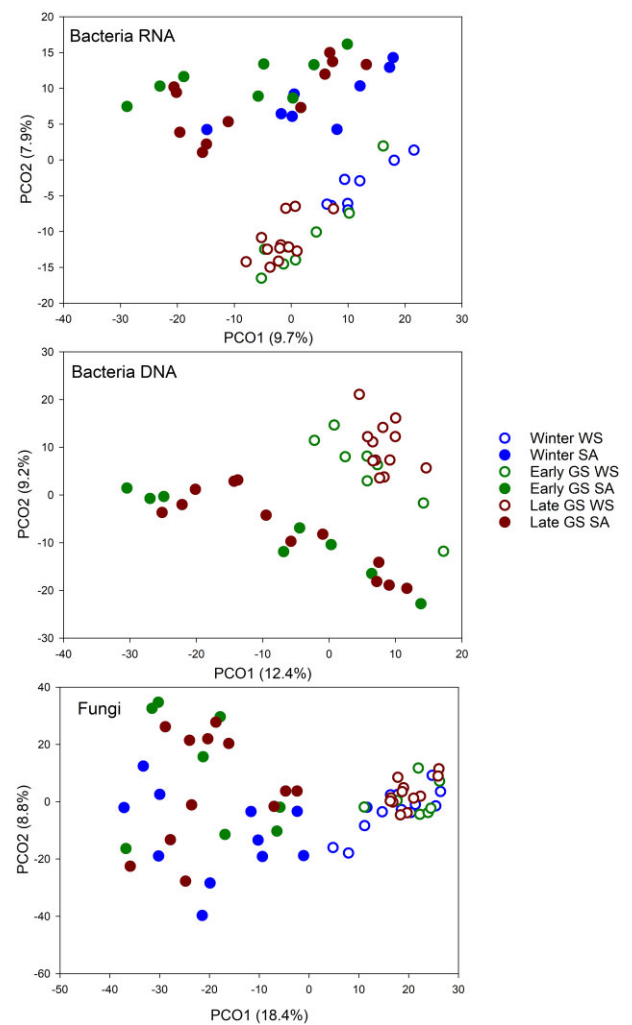 Bacteria RNA
20
15
10
5
0
-5
-10
-15
-20
PCO2 (7.9%)
-40 -30 -20 -10 0 10 20 30
PCO1 (9.7%)
Bacteria DNA
30
20
10
0
-10
-20
-30
PCO2 (9.2%)
-40 -30 -20 -10 0 10 20
PCO1 (12.4%)
Winter WS
Winter SA
Early GS WS
Early GS SA
Late GS WS
Late GS SA
Fungi
40
20
0
-20
-40
-60
PCO2 (8.8%)
-50 -40 -30 -20 -10 0 10 20 30
PCO1 (18.4%)